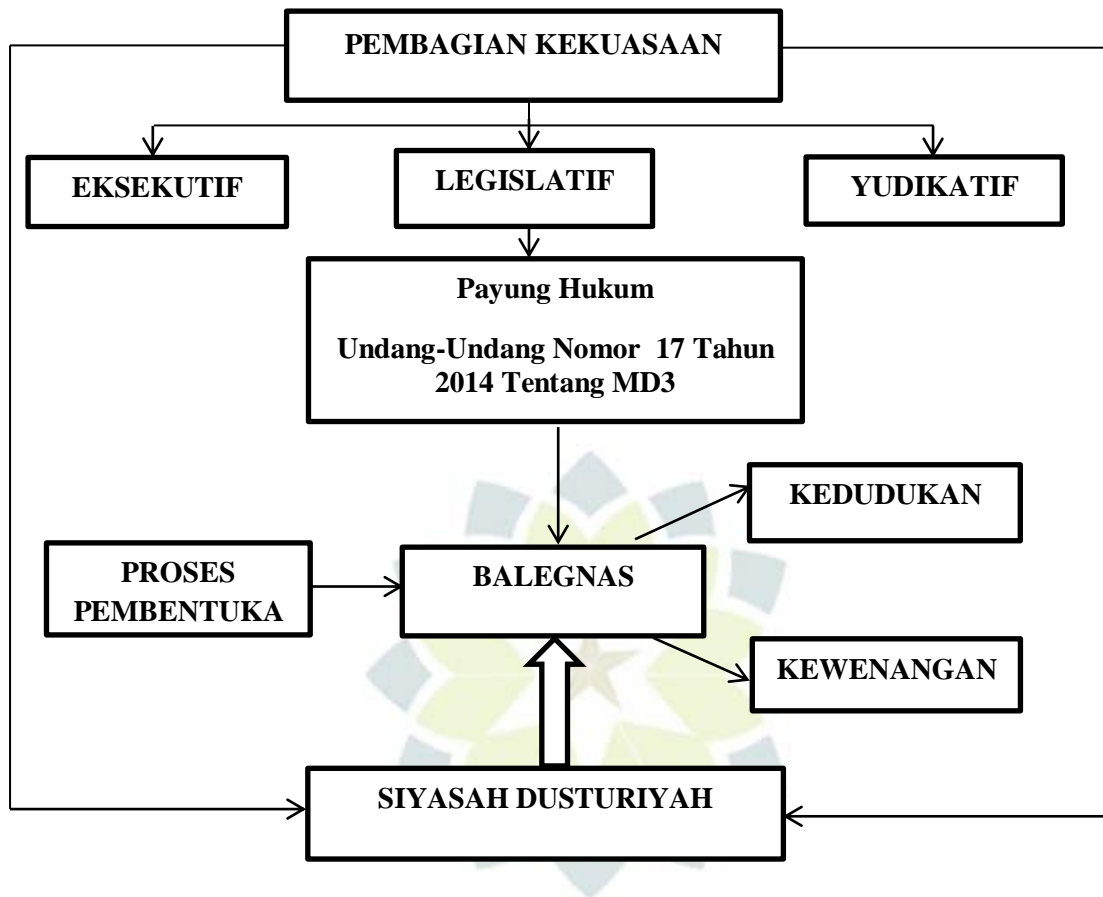 PEMBAGIAN KEKUASAAN
EKSEKUTIF
LEGISLATIF
YUDIKATIF
Payung Hukum
Undang-Undang Nomor 17 Tahun
2014 Tentang MD3
KEDUDUKAN
PROSES
PEMBENTUKA
BALEGNAS
KEWENANGAN
SIYASAH DUSTURIYAH